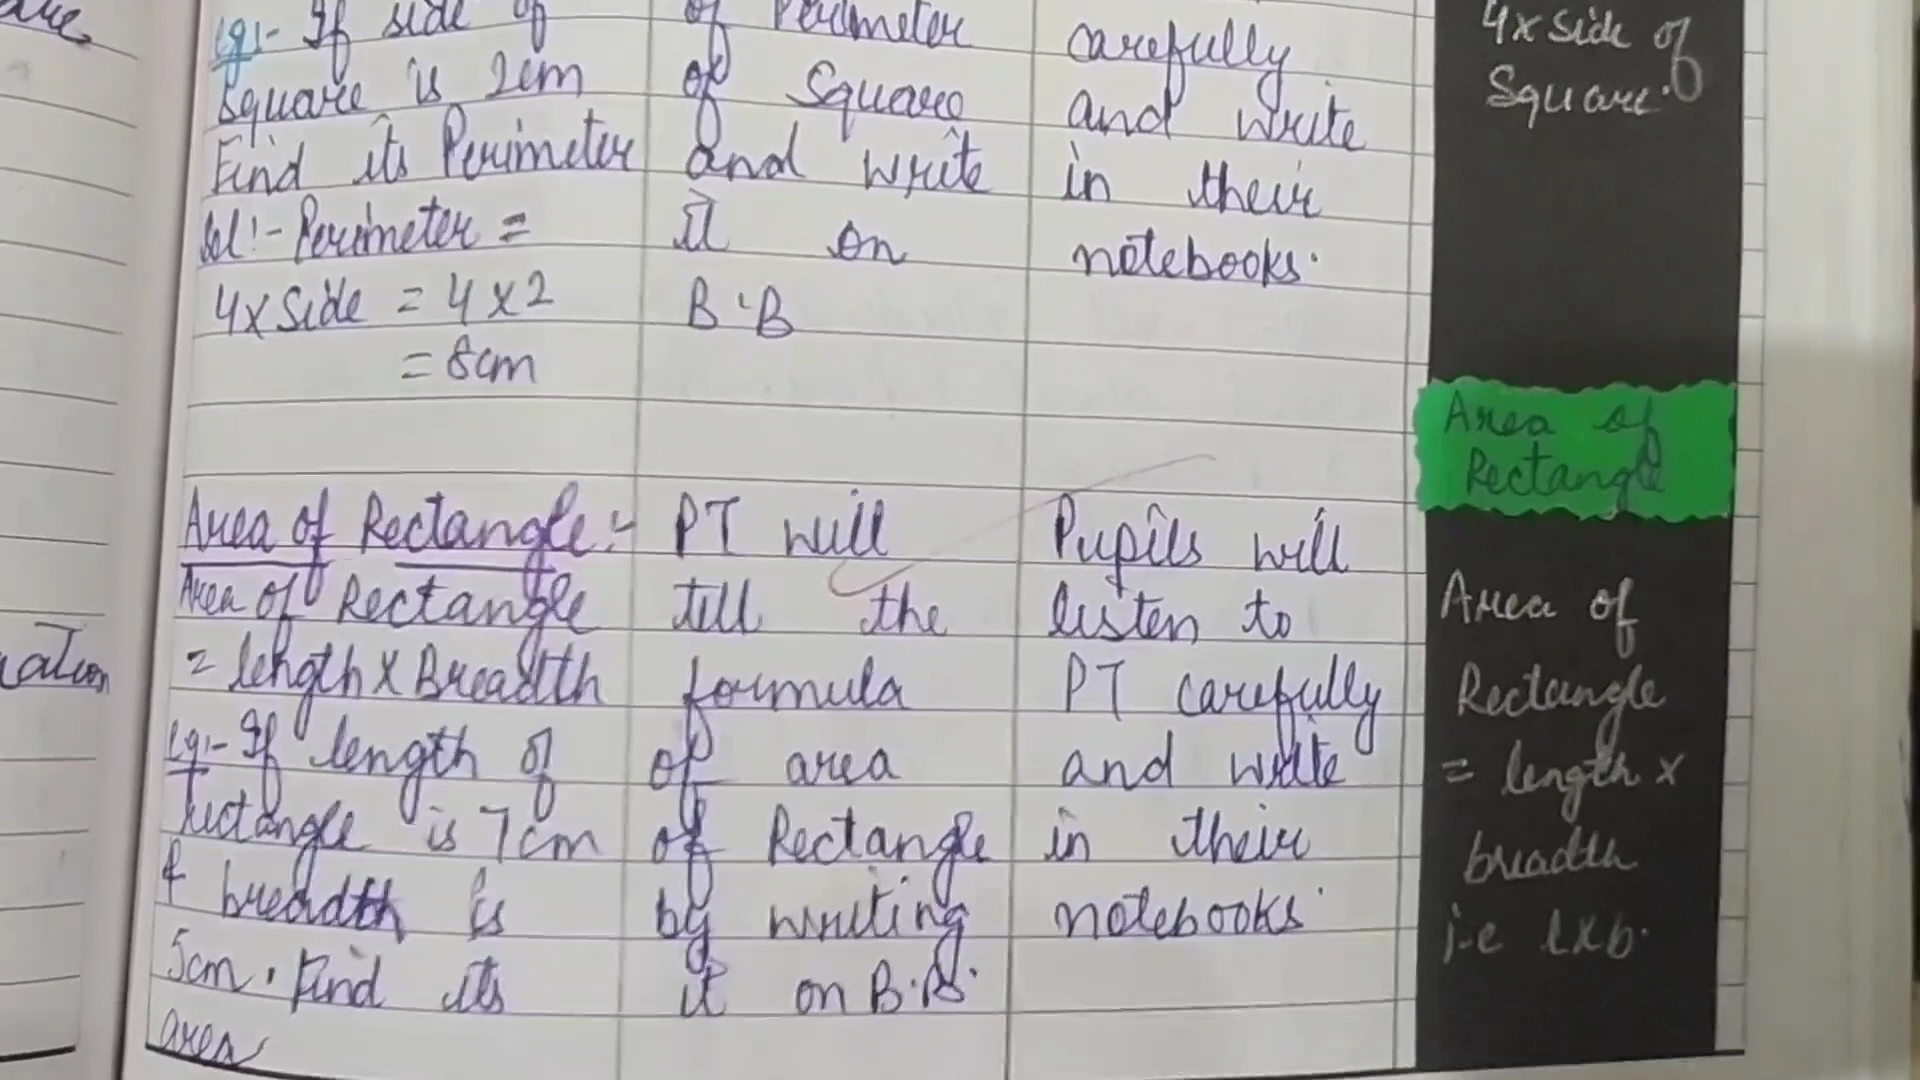 eg:- If side of
square is 2cm
Find its Perimeter
Sol:- Perimeter =
4x Side = 4 x 2
= 8cm
Area of Rectangle:-
Area of Rectangle
= length x Breadth
eg:- If length of
rectangle is 7cm
& breadth is
5cm. Find its
area
of Perimeter
of Square
and write
it on
B.B
PT will
tell the
formula
of area
of Rectangle
by writing
it on B.B.
carefully
and write
in their
notebooks.
Pupils will
listen to
PT carefully
and write
in their
notebooks.
4x Side of
Square.
Area of
Rectangle
Area of
Rectangle
= length x
breadth
i.e lxb.